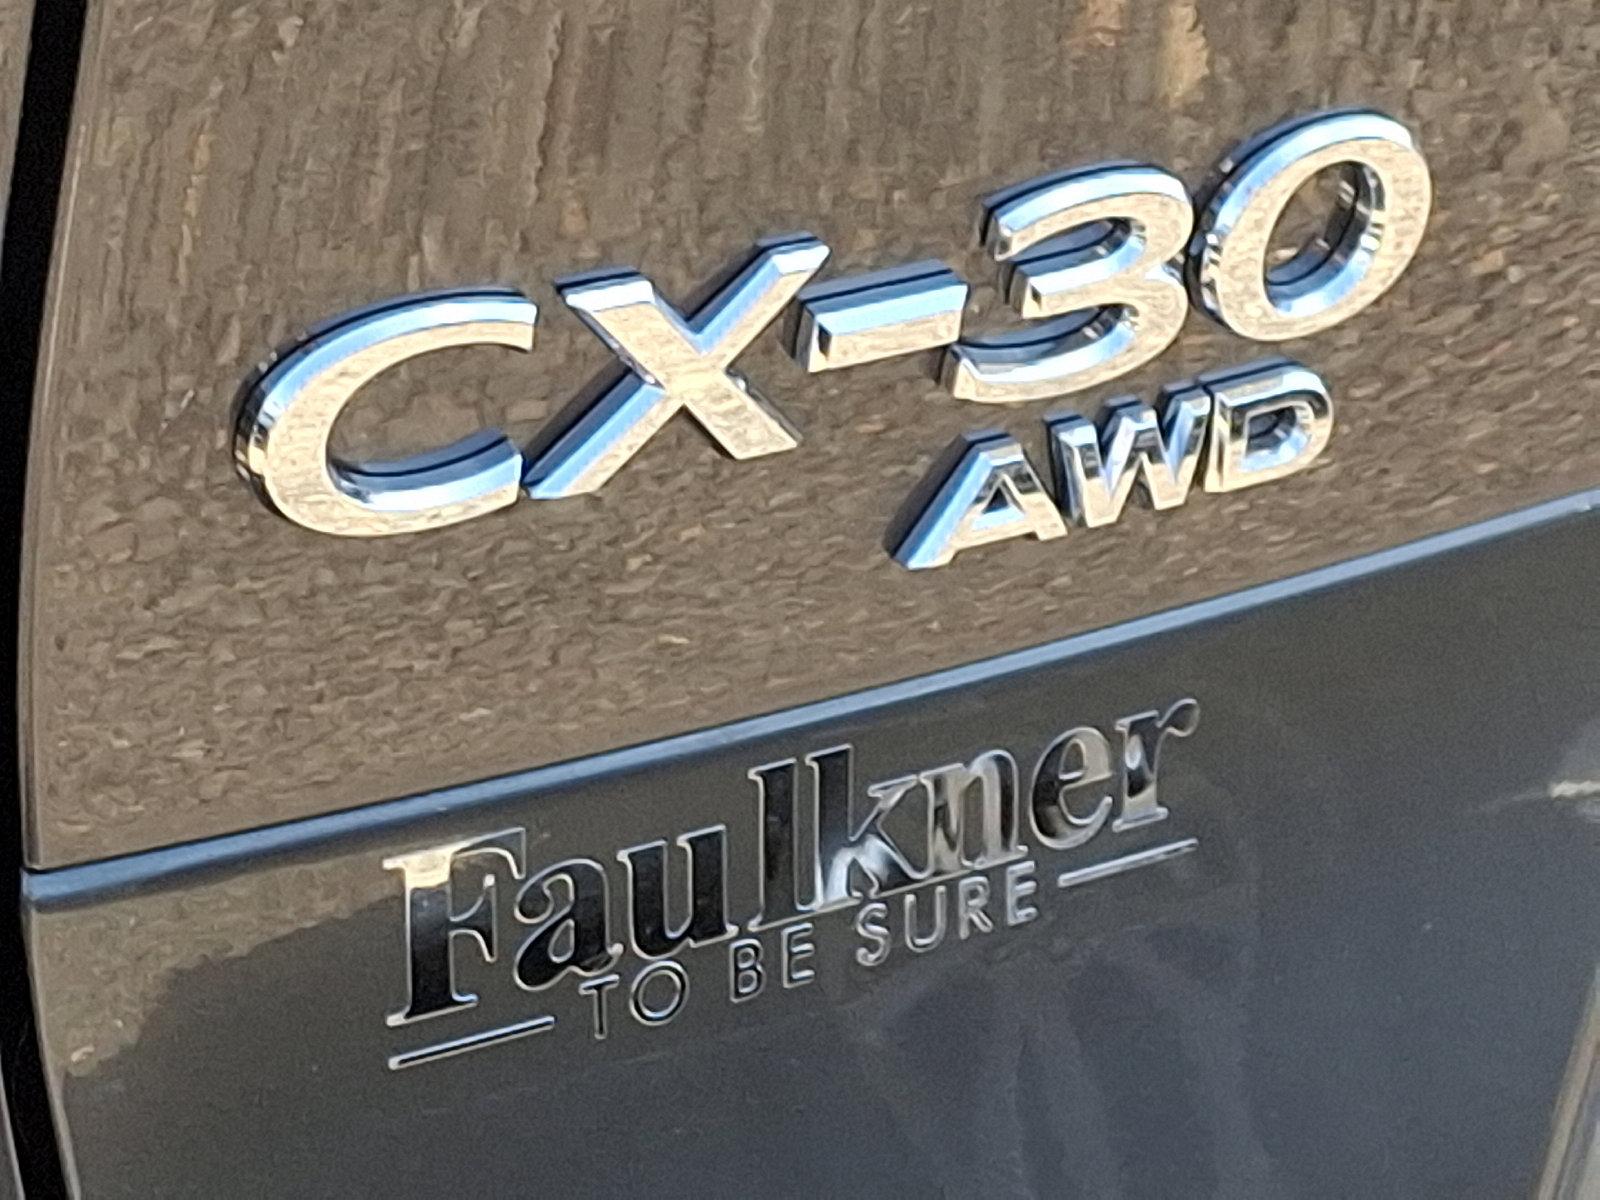 CX-30
AWD
Faulkner
TO BE SURE